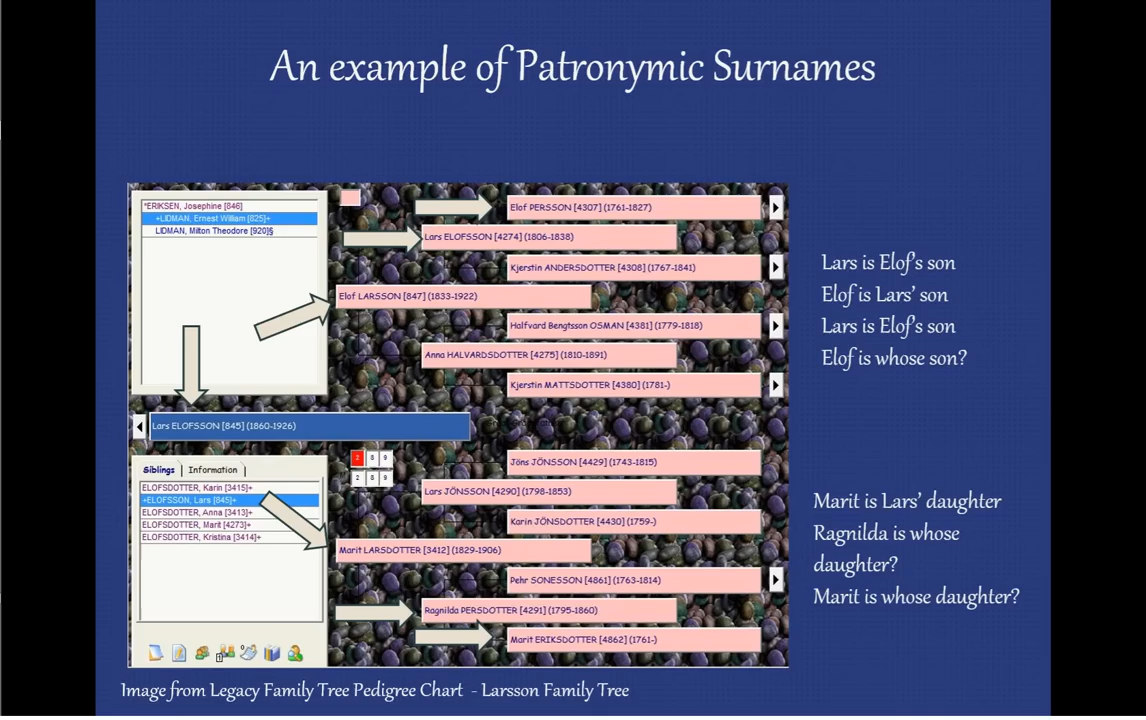 An example of Patronymic Surnames
*ERIKSEN, Josephine [846]
+LIDMAN, Ernest William [825]+
LIDMAN, Milton Theodore [920]§
Elof PERSSON [4307] (1761-1827)
Lars ELOFSSON [4274] (1806-1838)
Kjerstin ANDERSDOTTER [4308] (1767-1841)
Elof LARSSON [847] (1833-1922)
Halfvard Bengtsson OSMAN [4381] (1779-1818)
Anna HALVARDSDOTTER [4275] (1810-1891)
Kjerstin MATTSDOTTER [4380] (1781-)
Lars ELOFSSON [845] (1860-1926)
Siblings Information
ELOFSDOTTER, Karin [3415]+
+ELOFSSON, Lars [845]+
ELOFSDOTTER, Anna [3413]+
ELOFSDOTTER, Marit [4273]+
ELOFSDOTTER, Kristina [3414]+
2 8 9
2 8 9
Jöns JÖNSSON [4429] (1743-1815)
Lars JÖNSSON [4290] (1798-1853)
Karin JÖNSDOTTER [4430] (1759-)
Marit LARSDOTTER [3412] (1829-1906)
Pehr SONESSON [4861] (1763-1814)
Ragnilda PERSDOTTER [4291] (1795-1860)
Marit ERIKSDOTTER [4862] (1761-)
Lars is Elof's son
Elof is Lars' son
Lars is Elof's son
Elof is whose son?
Marit is Lars' daughter
Ragnilda is whose
daughter?
Marit is whose daughter?
Image from Legacy Family Tree Pedigree Chart - Larsson Family Tree